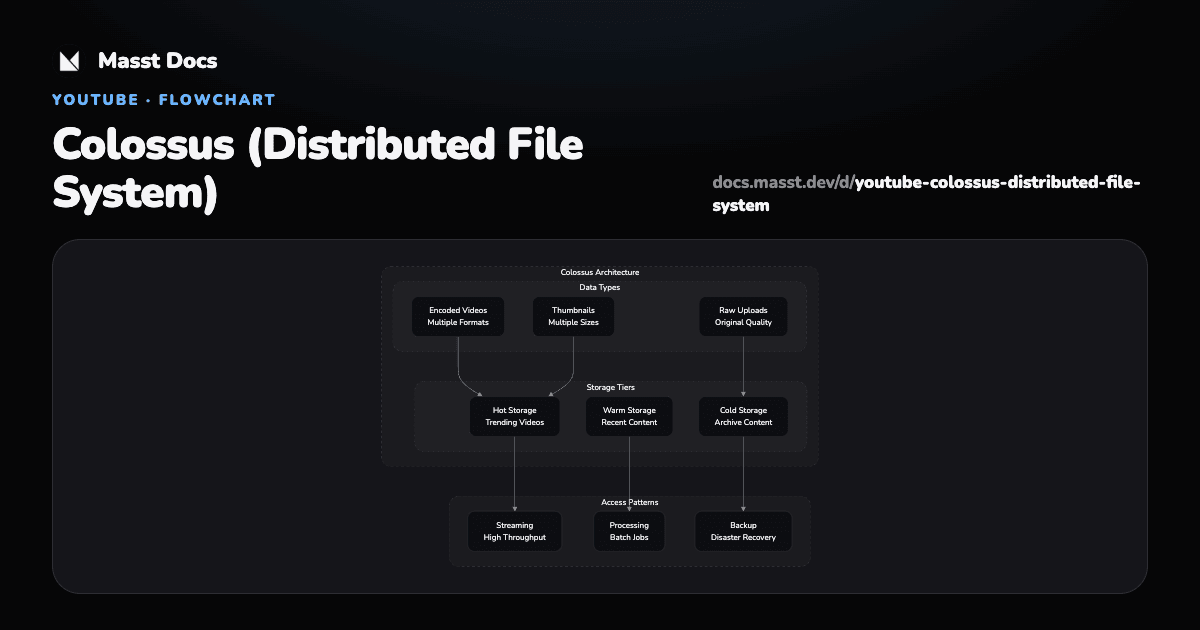 Masst Docs
YOUTUBE · FLOWCHART
Colossus (Distributed File
System)
docs.masst.dev/d/youtube-colossus-distributed-file-
system
Colossus Architecture
Data Types
Encoded Videos
Multiple Formats
Thumbnails
Multiple Sizes
Raw Uploads
Original Quality
Storage Tiers
Hot Storage
Trending Videos
Warm Storage
Recent Content
Cold Storage
Archive Content
Access Patterns
Streaming
High Throughput
Processing
Batch Jobs
Backup
Disaster Recovery